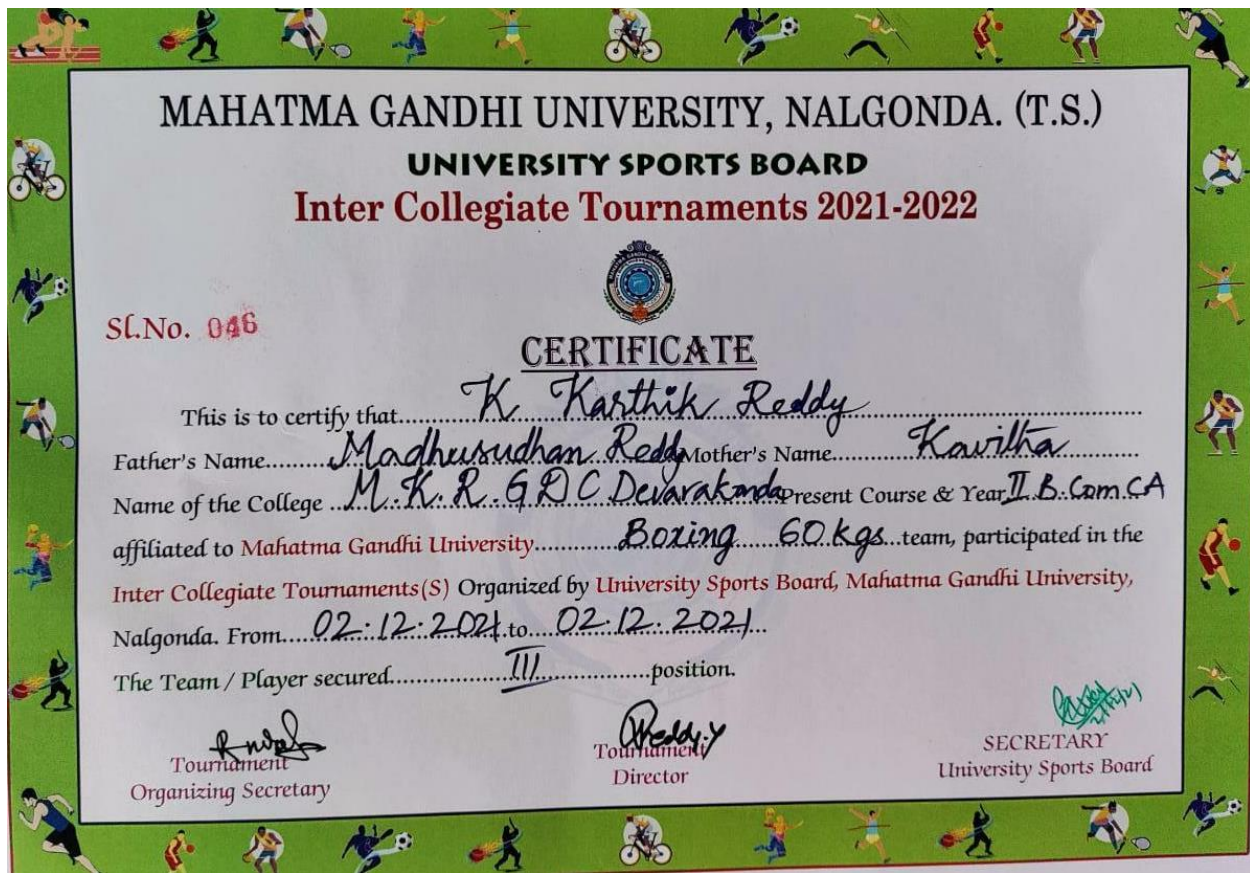 MAHATMA GANDHI UNIVERSITY, NALGONDA. (T.S.)
UNIVERSITY SPORTS BOARD
Inter Collegiate Tournaments 2021-2022
Sl.No. 046
CERTIFICATE
This is to certify that K Karthik Reddy
Father's Name Madhusudhan Reddy Mother's Name Kavitha
Name of the College M.K.R.G.D.C Devarakonda Present Course & Year II B.Com.CA
affiliated to Mahatma Gandhi University Boxing 60 kgs team, participated in the
Inter Collegiate Tournaments(S) Organized by University Sports Board, Mahatma Gandhi University,
Nalgonda. From 02.12.2021 to 02.12.2021
The Team / Player secured III position.
Tournament
Organizing Secretary
Reddy.Y
Tournament
Director
SECRETARY
University Sports Board